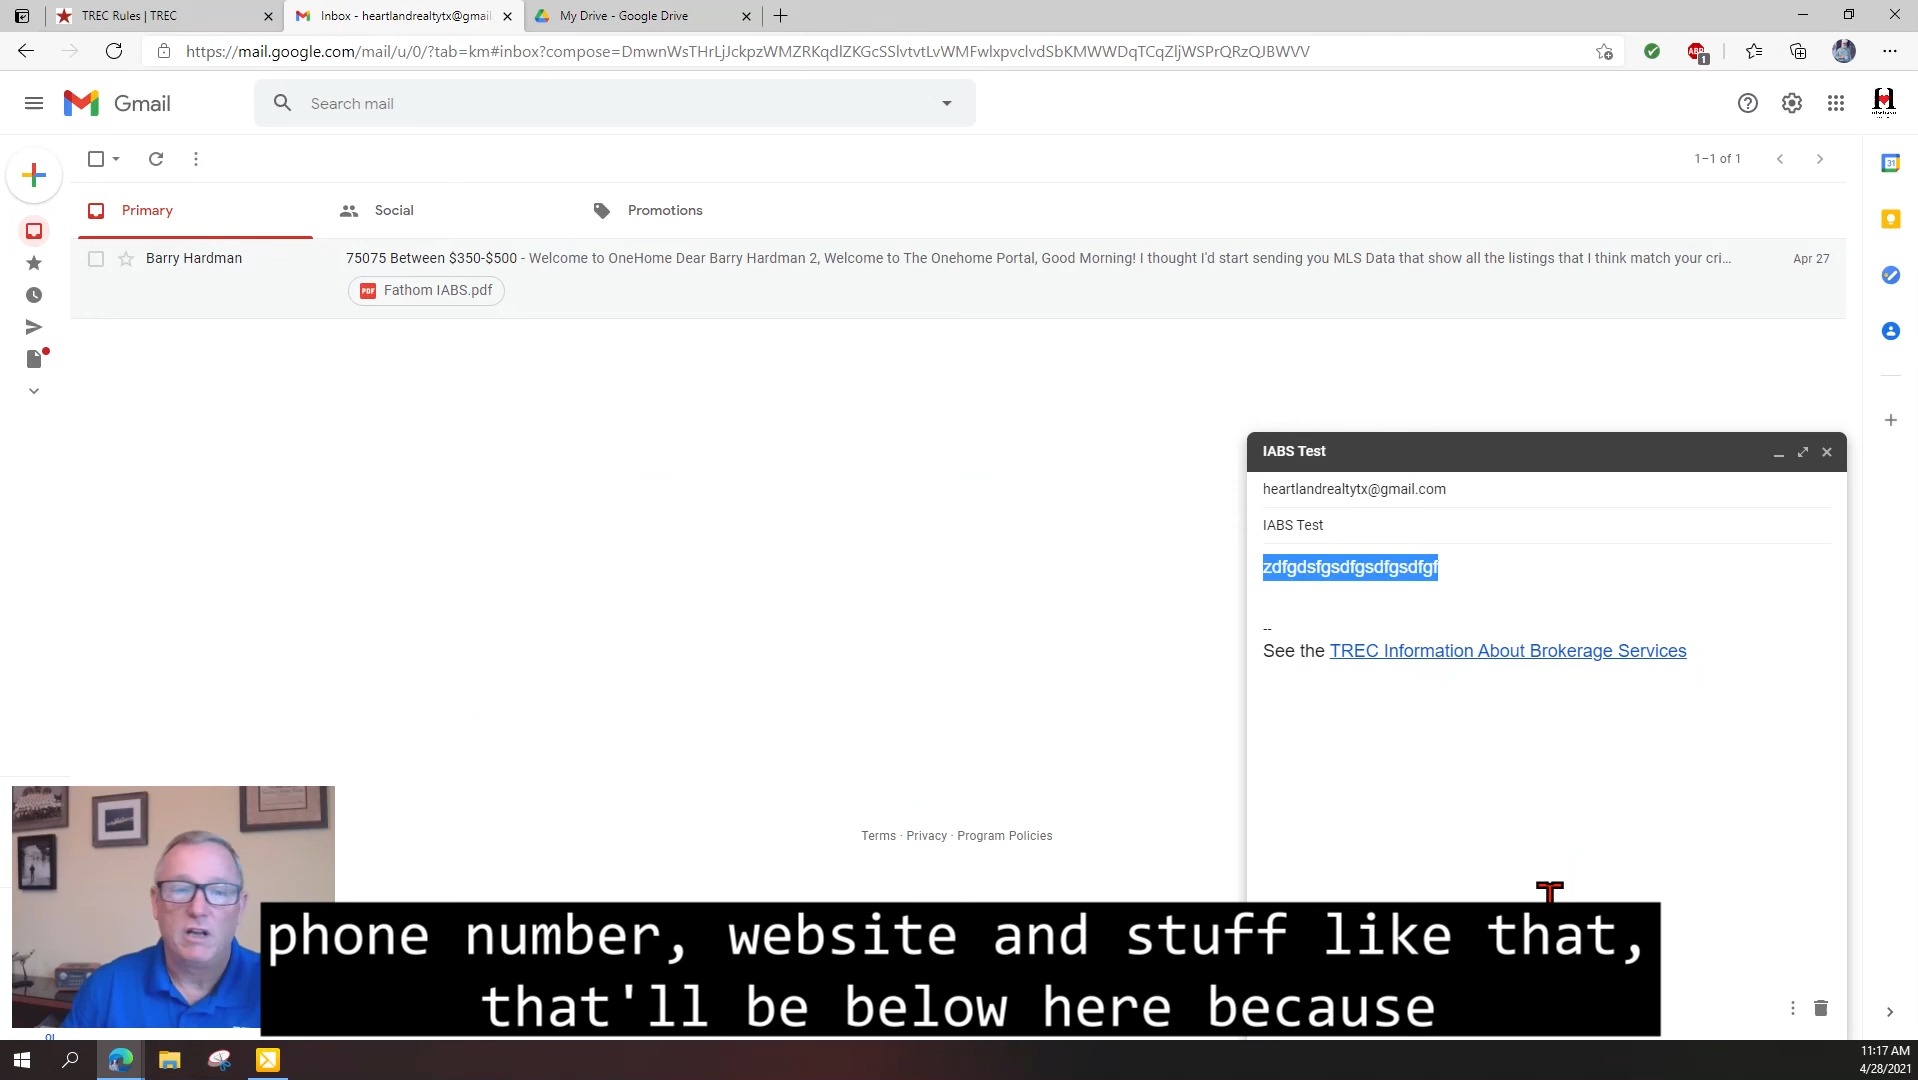 TREC Rules | TREC
Inbox - heartlandrealtytx@gmail
My Drive - Google Drive
https://mail.google.com/mail/u/0/?tab=km#inbox?compose=DmwnWsTHrLjJckpzWMZRKqdlZKGcSSlvtvtLvWMFwlxpvclvdSbKMWWDqTCqZljWSPrQRzQJBWVV
ABP
1
Gmail
Search mail
1–1 of 1
31
Primary
Social
Promotions
Barry Hardman
75075 Between $350-$500 - Welcome to OneHome Dear Barry Hardman 2, Welcome to The Onehome Portal, Good Morning! I thought I'd start sending you MLS Data that show all the listings that I think match your cri...
Apr 27
PDF
Fathom IABS.pdf
IABS Test
heartlandrealtytx@gmail.com
IABS Test
zdfgdsfgsdfgsdfgsdfgf
--
See the TREC Information About Brokerage Services
Terms · Privacy · Program Policies
phone number, website and stuff like that,
that'll be below here because
11:17 AM
4/28/2021